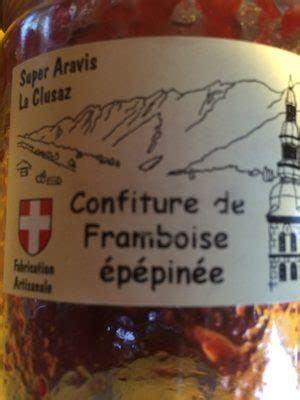 Super Aravis
La Clusaz
Confiture de
Framboise
épépinée
Fabrication
Artisanale